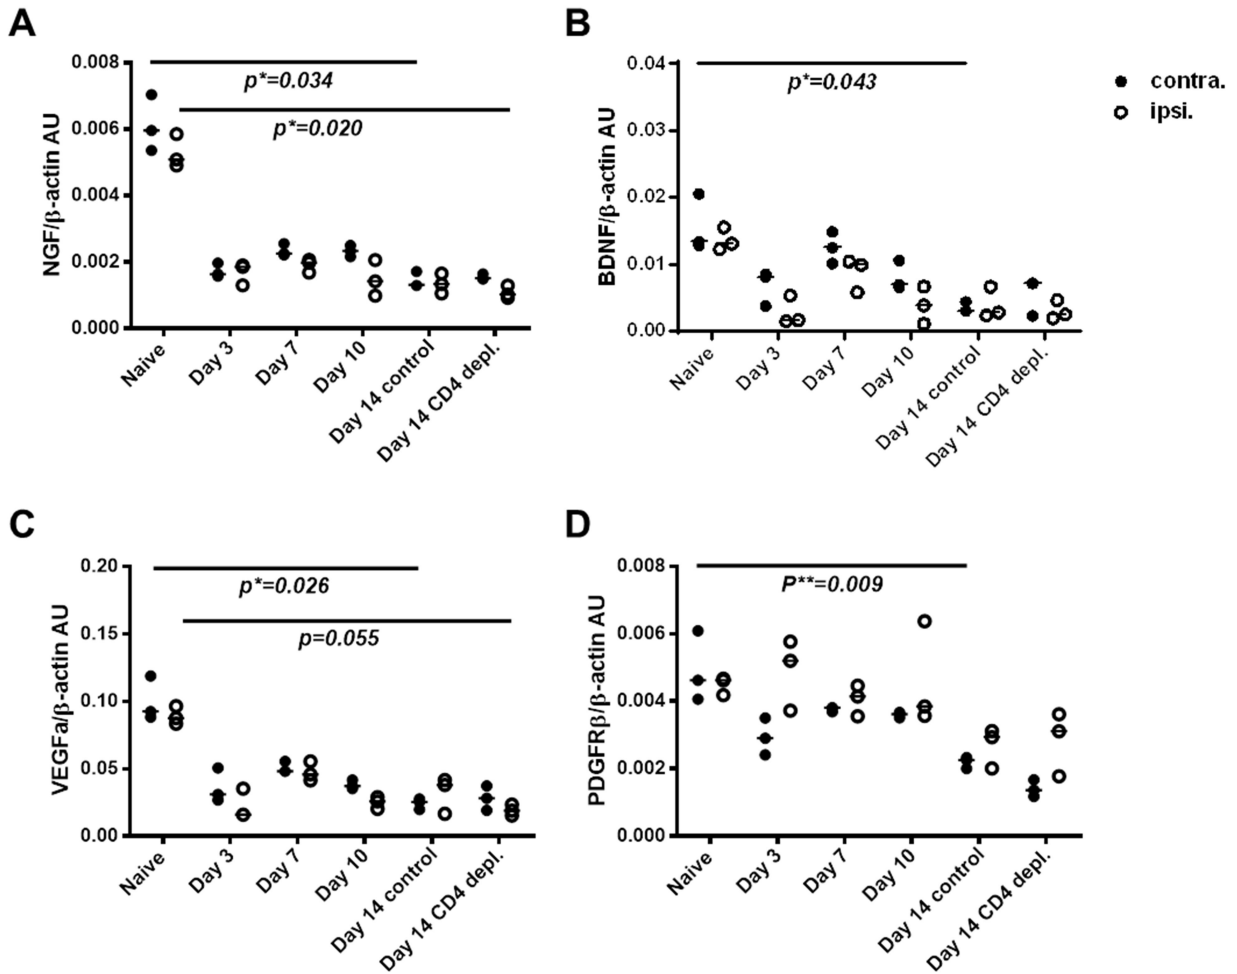 A
NGF/β-actin AU
0.008
0.006
0.004
0.002
0.000
p*=0.034
p*=0.020
Naive
Day 3
Day 7
Day 10
Day 14 control
Day 14 CD4 depl.
B
BDNF/β-actin AU
0.04
0.03
0.02
0.01
0.00
p*=0.043
Naive
Day 3
Day 7
Day 10
Day 14 control
Day 14 CD4 depl.
contra.
ipsi.
C
VEGFa/β-actin AU
0.20
0.15
0.10
0.05
0.00
p*=0.026
p=0.055
Naive
Day 3
Day 7
Day 10
Day 14 control
Day 14 CD4 depl.
D
PDGFRβ/β-actin AU
0.008
0.006
0.004
0.002
0.000
P**=0.009
Naive
Day 3
Day 7
Day 10
Day 14 control
Day 14 CD4 depl.